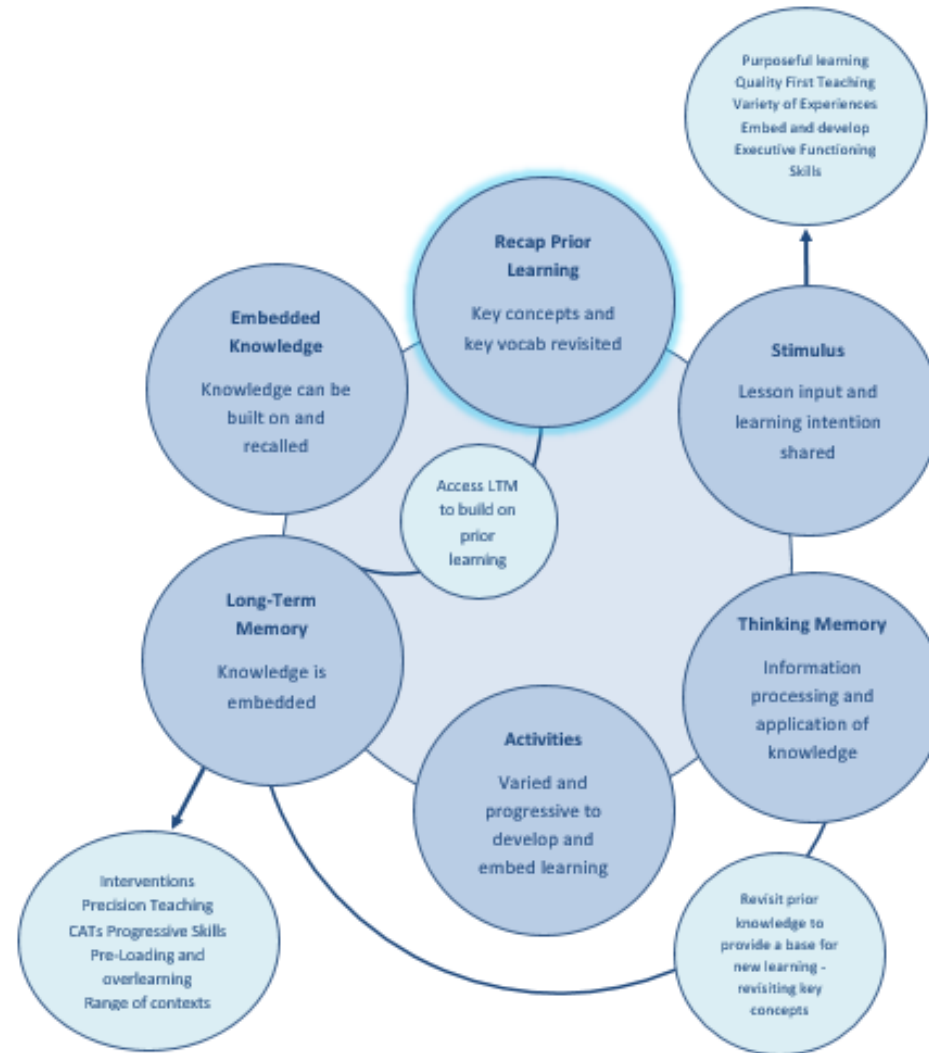 Purposeful learning
Quality First Teaching
Variety of Experiences
Embed and develop
Executive Functioning
Skills
Recap Prior
Learning
Key concepts and
key vocab revisited
Stimulus
Lesson input and
learning intention
shared
Thinking Memory
Information
processing and
application of
knowledge
Revisit prior
knowledge to
provide a base for
new learning -
revisiting key
concepts
Activities
Varied and
progressive to
develop and
embed learning
Long-Term
Memory
Knowledge is
embedded
Interventions
Precision Teaching
CATs Progressive Skills
Pre-Loading and
overlearning
Range of contexts
Embedded
Knowledge
Knowledge can be
built on and
recalled
Access LTM
to build on
prior
learning